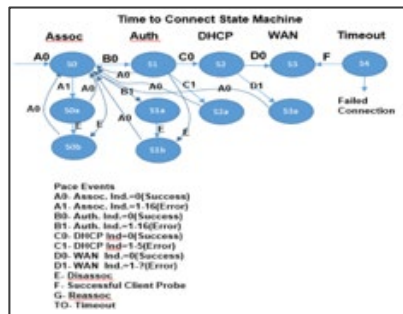 Time to Connect State Machine
Assoc Auth DHCP WAN Timeout
A0 S0 B0 S1 C0 S2 D0 S3 F S4
A1 A0 A0 A0 B1 C1 A0 D1
A0 S0a S1a S2a S3a
Failed
Connection
E E A0 E E
S0b S1b
Pace Events
A0- Assoc. Ind.=0(Success)
A1- Assoc. Ind.=1-16(Error)
B0- Auth. Ind.=0(Success)
B1- Auth. Ind.=1-16(Error)
C0- DHCP Ind=0(Success)
C1- DHCP Ind=1-5(Error)
D0- WAN Ind.=0(Success)
D1- WAN Ind.=1-?(Error)
E- Disassoc
F- Successful Client Probe
G- Reassoc
TO- Timeout